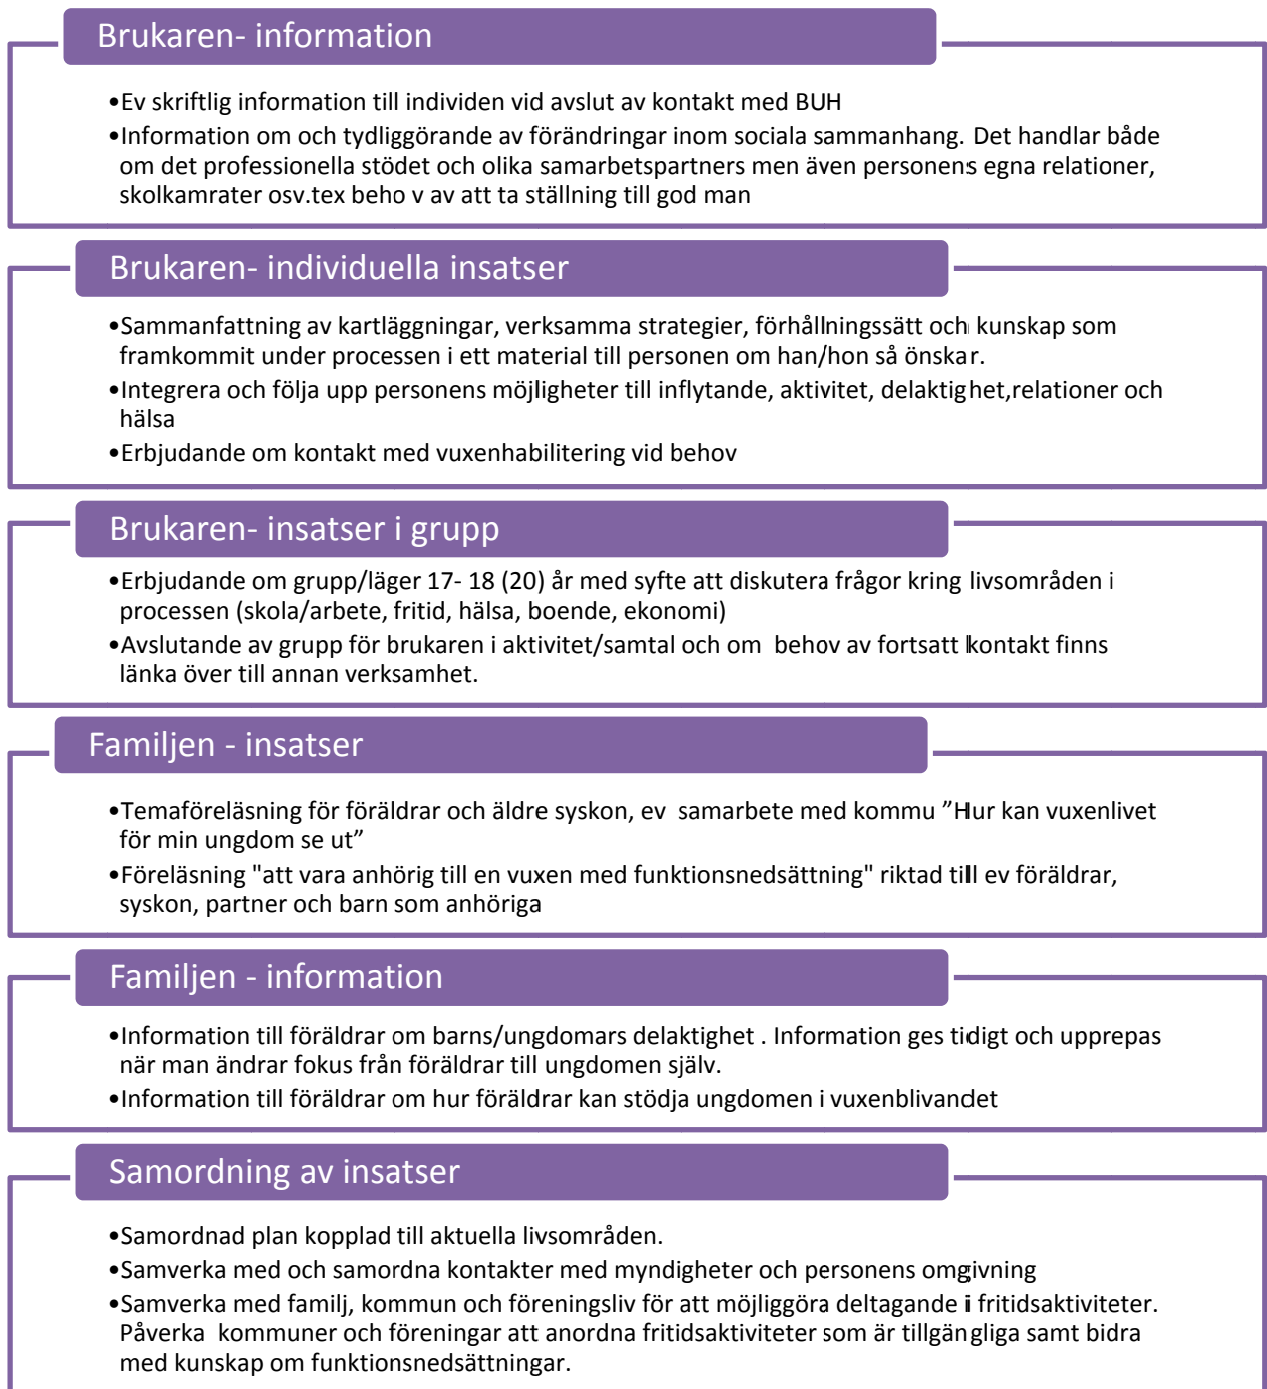 Brukaren- information
•Ev skriftlig information till individen vid avslut av kontakt med BUH
•Information om och tydliggörande av förändringar inom sociala sammanhang. Det handlar både
om det professionella stödet och olika samarbetspartners men även personens egna relationer,
skolkamrater osv.tex beho v av att ta ställning till god man
Brukaren- individuella insatser
•Sammanfattning av kartläggningar, verksamma strategier, förhållningssätt och kunskap som
framkommit under processen i ett material till personen om han/hon så önskar.
•Integrera och följa upp personens möjligheter till inflytande, aktivitet, delaktighet,relationer och
hälsa
•Erbjudande om kontakt med vuxenhabilitering vid behov
Brukaren- insatser i grupp
•Erbjudande om grupp/läger 17- 18 (20) år med syfte att diskutera frågor kring livsområden i
processen (skola/arbete, fritid, hälsa, boende, ekonomi)
•Avslutande av grupp för brukaren i aktivitet/samtal och om  behov av fortsatt kontakt finns
länka över till annan verksamhet.
Familjen - insatser
•Temaföreläsning för föräldrar och äldre syskon, ev  samarbete med kommu ”Hur kan vuxenlivet
för min ungdom se ut”
•Föreläsning "att vara anhörig till en vuxen med funktionsnedsättning" riktad till ev föräldrar,
syskon, partner och barn som anhöriga
Familjen - information
•Information till föräldrar om barns/ungdomars delaktighet . Information ges tidigt och upprepas
när man ändrar fokus från föräldrar till ungdomen själv.
•Information till föräldrar om hur föräldrar kan stödja ungdomen i vuxenblivandet
Samordning av insatser
•Samordnad plan kopplad till aktuella livsområden.
•Samverka med och samordna kontakter med myndigheter och personens omgivning
•Samverka med familj, kommun och föreningsliv för att möjliggöra deltagande i fritidsaktiviteter.
Påverka  kommuner och föreningar att anordna fritidsaktiviteter som är tillgängliga samt bidra
med kunskap om funktionsnedsättningar.